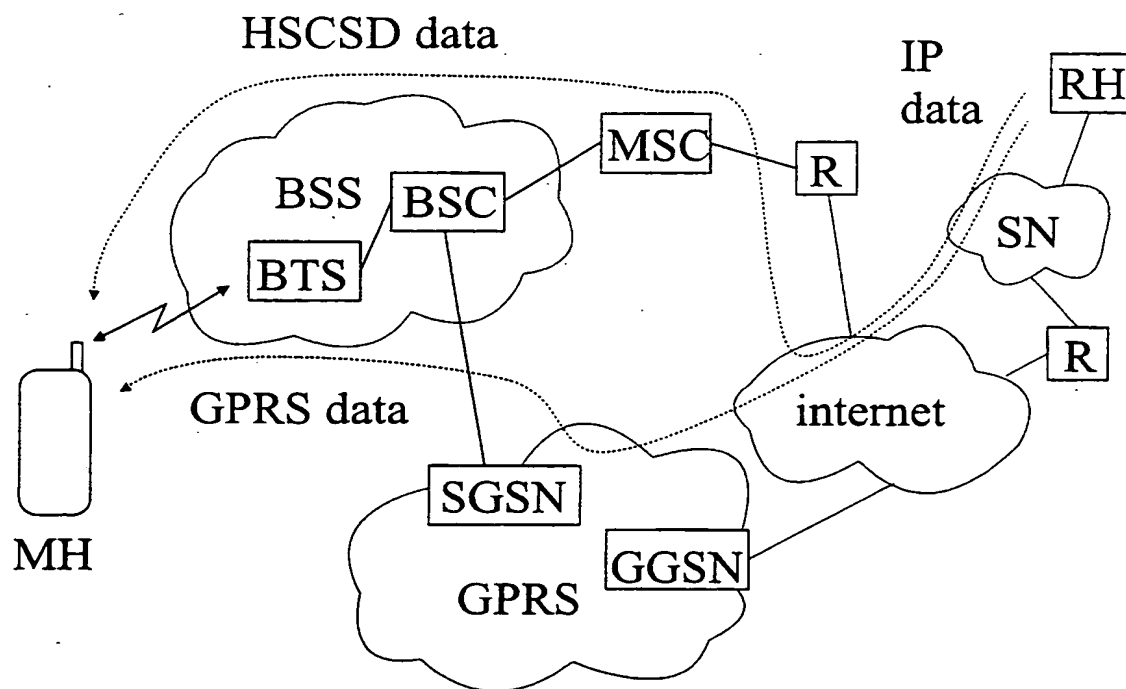 HSCSD data
IP
data
RH
MSC
R
BSS
BSC
SN
BTS
R
GPRS data
internet
SGSN
MH
GGSN
GPRS